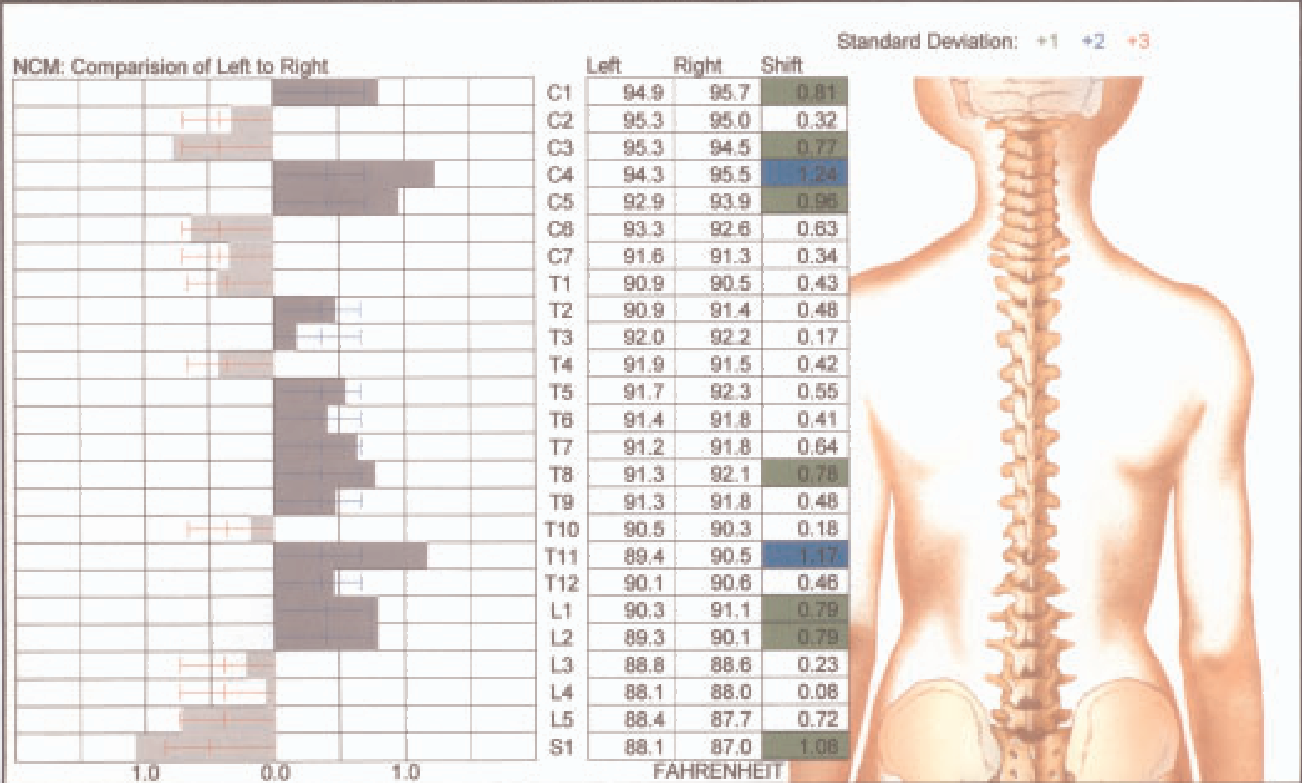 Standard Deviation: +1 +2 +3
NCM: Comparision of Left to Right Left Right Shift
C1 94.9 95.7 0.81
C2 95.3 95.0 0.32
C3 95.3 94.5 0.77
C4 94.3 95.5 1.24
C5 92.9 93.9 0.96
C6 93.3 92.6 0.63
C7 91.6 91.3 0.34
T1 90.9 90.5 0.43
T2 90.9 91.4 0.48
T3 92.0 92.2 0.17
T4 91.9 91.5 0.42
T5 91.7 92.3 0.55
T6 91.4 91.8 0.41
T7 91.2 91.8 0.64
T8 91.3 92.1 0.78
T9 91.3 91.8 0.48
T10 90.5 90.3 0.18
T11 89.4 90.5 1.17
T12 90.1 90.6 0.46
L1 90.3 91.1 0.79
L2 89.3 90.1 0.79
L3 88.8 88.6 0.23
L4 88.1 88.0 0.08
L5 88.4 87.7 0.72
S1 88.1 87.0 1.08
1.0 0.0 1.0 FAHRENHEIT